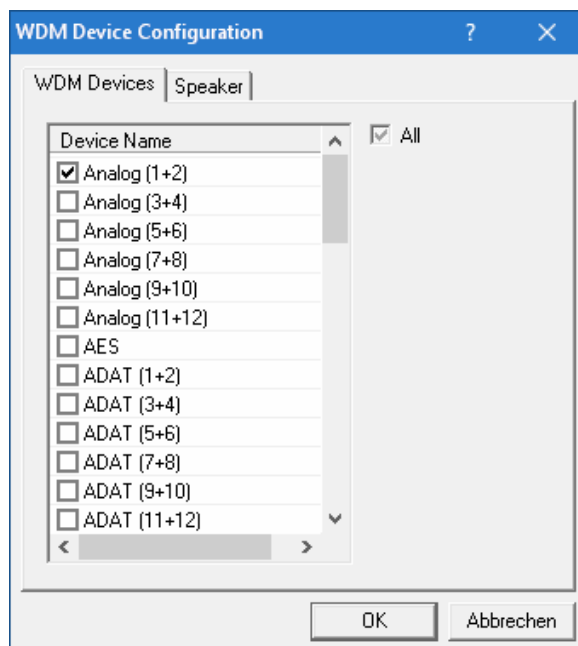 WDM Device Configuration ?
WDM Devices Speaker
Device Name
All
Analog (1+2)
Analog (3+4)
Analog (5+6)
Analog (7+8)
Analog (9+10)
Analog (11+12)
AES
ADAT (1+2)
ADAT (3+4)
ADAT (5+6)
ADAT (7+8)
ADAT (9+10)
ADAT (11+12)
OK Abbrechen